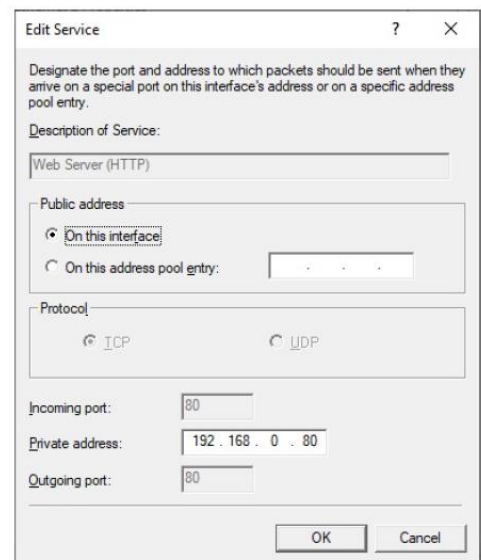 Edit Service ? ×
Designate the port and address to which packets should be sent when they
arrive on a special port on this interface's address or on a specific address
pool entry.
Description of Service:
Web Server (HTTP)
Public address
On this interface
On this address pool entry: . . .
Protocol
TCP UDP
Incoming port: 80
Private address: 192 . 168 . 0 . 80
Outgoing port: 80
OK Cancel